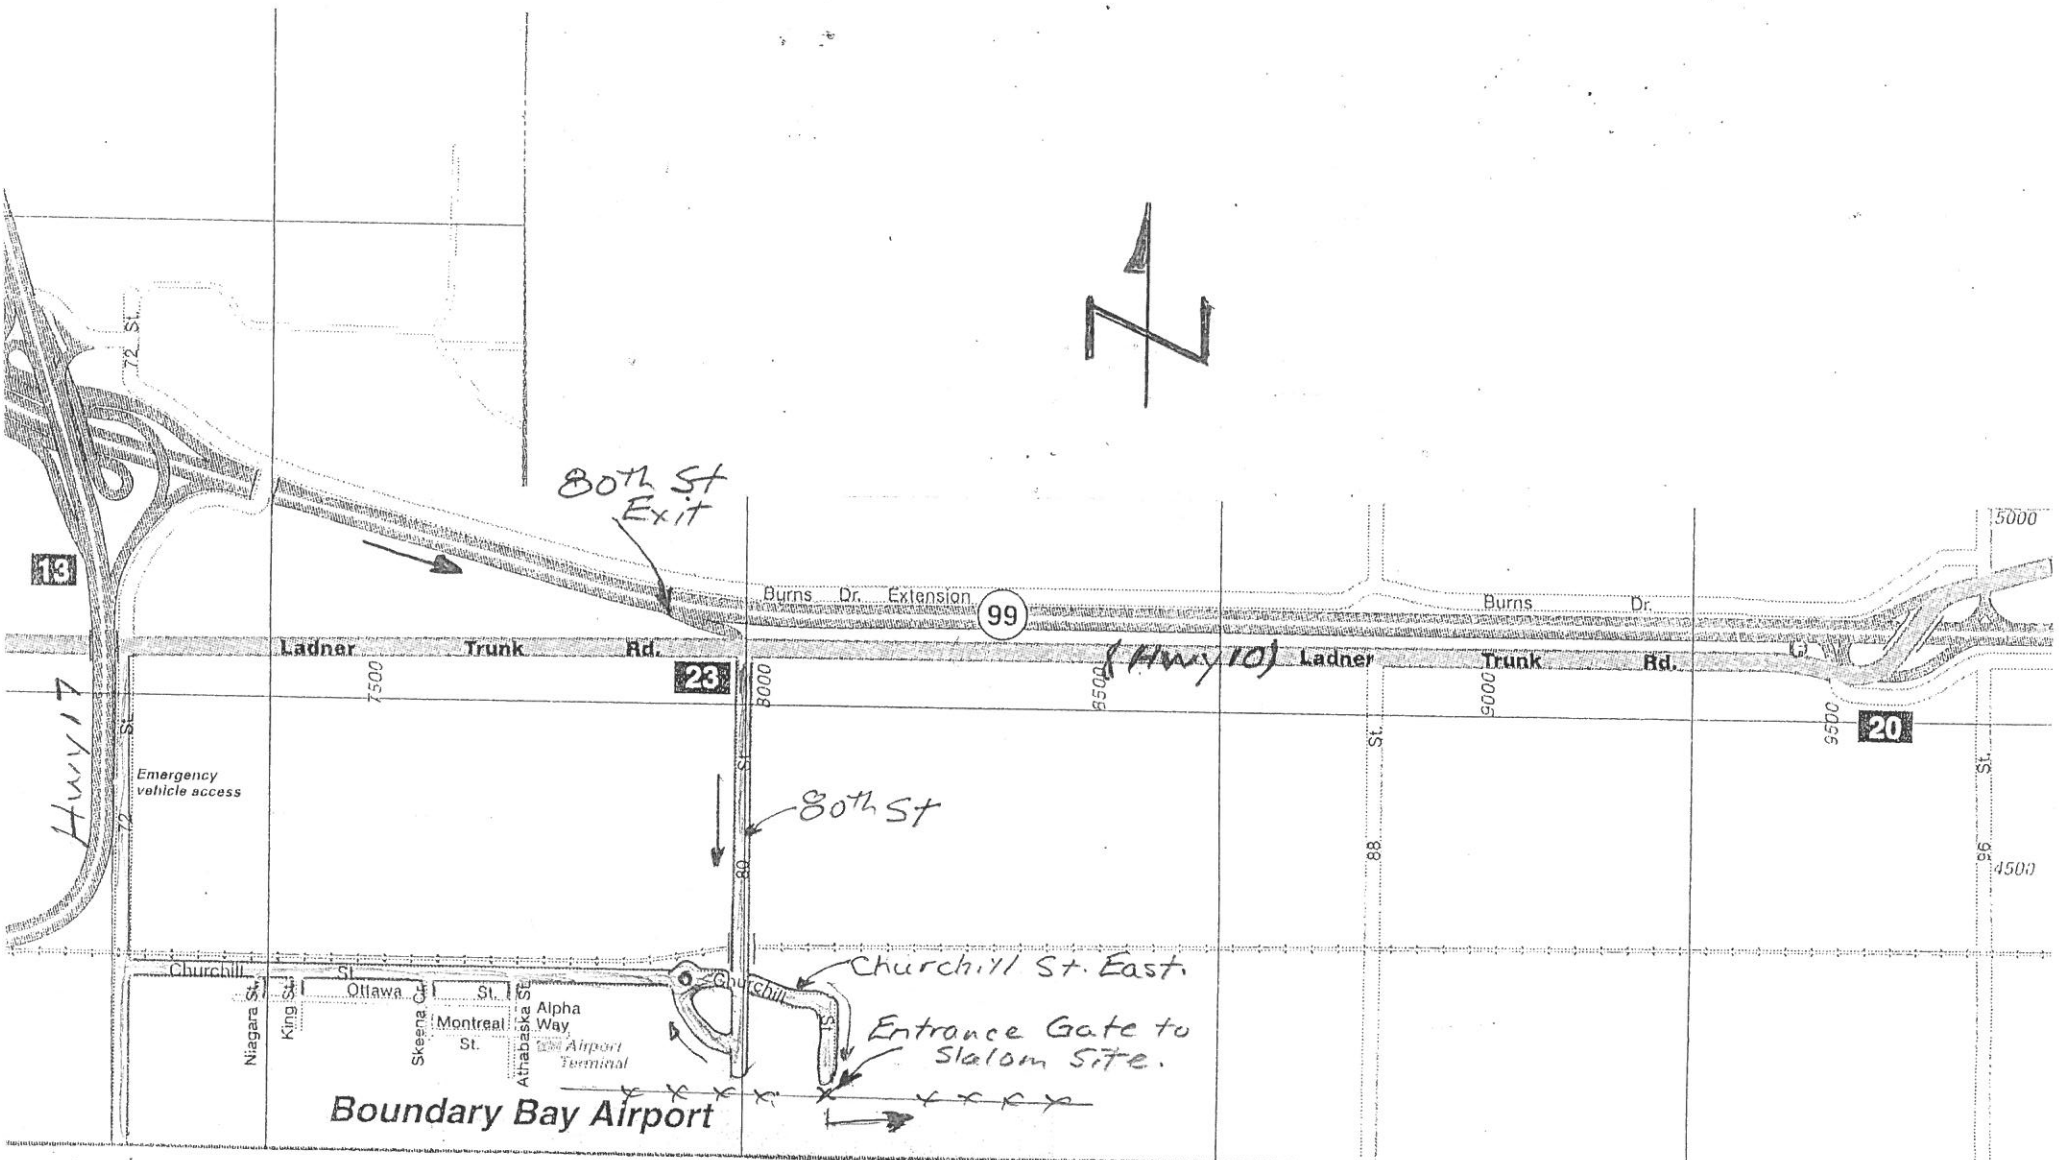 72 St.
80th St
Exit
13
5000
Burns Dr. Extension
99
Burns Dr.
Ladner Trunk Rd.
(Hwy 10)
Ladner Trunk Rd.
23
7500
8000
8500
9000
9500
20
Hwy 17
72 St.
Emergency
vehicle access
80 St.
80th St
88 St.
96 St.
4500
Churchill St.
Churchill St.
Churchill St. East.
Niagara St.
King St.
Ottawa St.
Skeena Ct.
Montreal
St.
Athabaska St.
Alpha
Way
Airport
Terminal
Entrance Gate to
Slalom Site.
Boundary Bay Airport
N